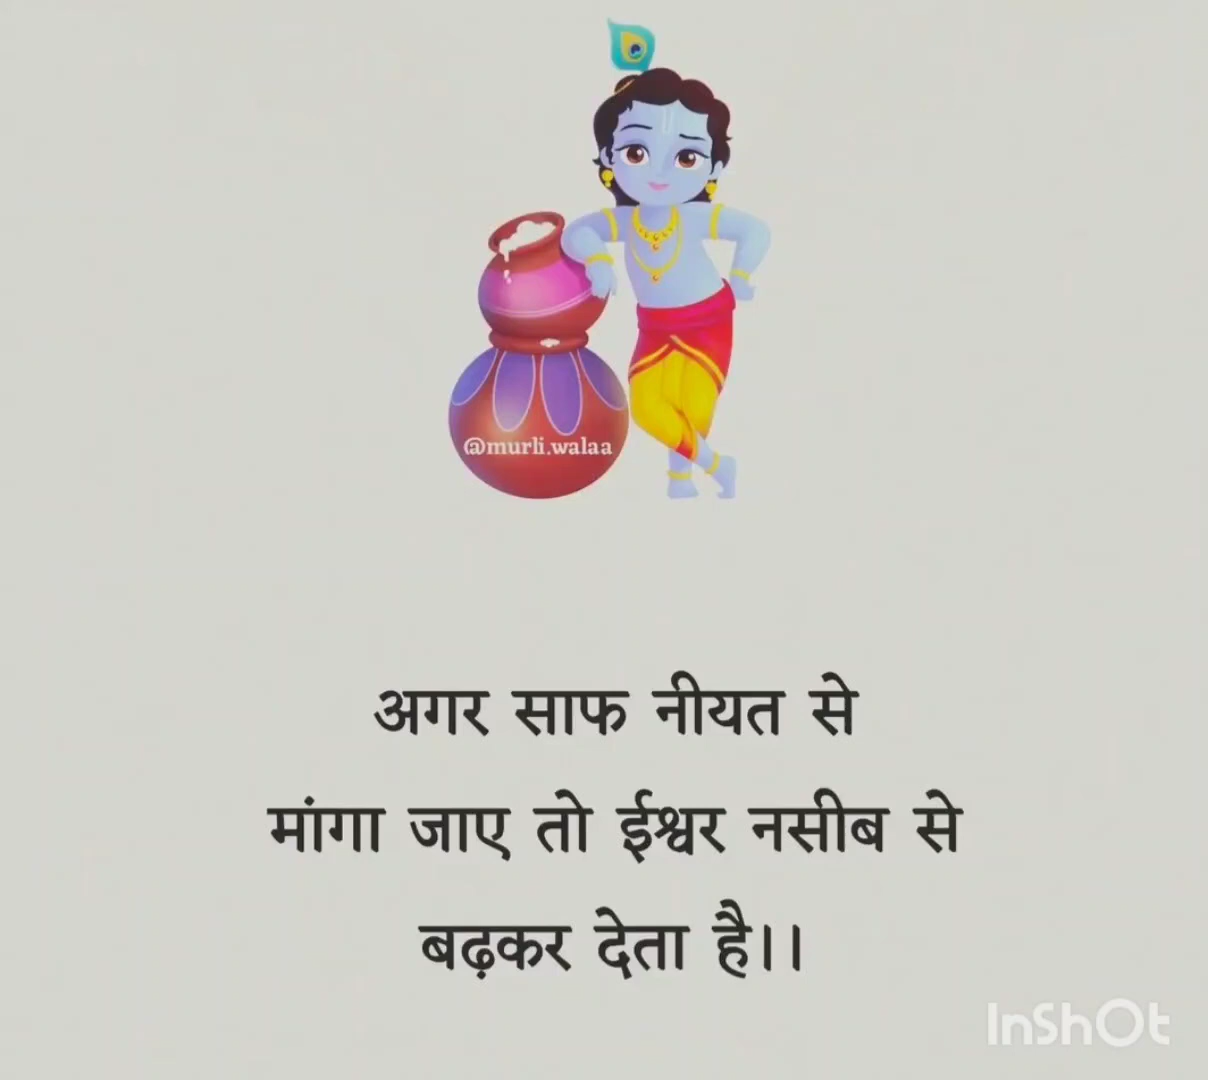 @murli.walaa
अगर साफ नीयत से
मांगा जाए तो ईश्वर नसीब से
बढ़कर देता है।।
InShOt